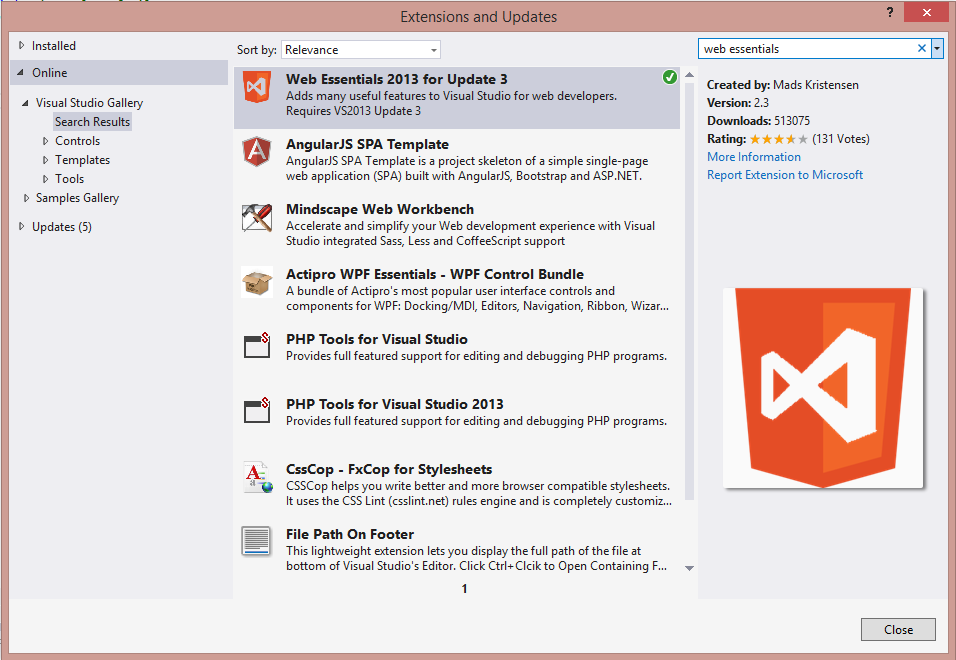 Extensions and Updates
?
Installed
Online
Visual Studio Gallery
Search Results
Controls
Templates
Tools
Samples Gallery
Updates (5)
Sort by: Relevance
Web Essentials 2013 for Update 3
Adds many useful features to Visual Studio for web developers.
Requires VS2013 Update 3
AngularJS SPA Template
AngularJS SPA Template is a project skeleton of a simple single-page
web application (SPA) built with AngularJS, Bootstrap and ASP.NET.
Mindscape Web Workbench
Accelerate and simplify your Web development experience with Visual
Studio integrated Sass, Less and CoffeeScript support
Actipro WPF Essentials - WPF Control Bundle
A bundle of Actipro's most popular user interface controls and
components for WPF: Docking/MDI, Editors, Navigation, Ribbon, Wizar...
PHP Tools for Visual Studio
Provides full featured support for editing and debugging PHP programs.
PHP Tools for Visual Studio 2013
Provides full featured support for editing and debugging PHP programs.
CssCop - FxCop for Stylesheets
CSSCop helps you write better and more browser compatible stylesheets.
It uses the CSS Lint (csslint.net) rules engine and is completely customiz...
File Path On Footer
This lightweight extension lets you display the full path of the file at
bottom of Visual Studio's Editor. Click Ctrl+Clcik to Open Containing F...
1
web essentials
Created by: Mads Kristensen
Version: 2.3
Downloads: 513075
Rating: (131 Votes)
More Information
Report Extension to Microsoft
Close